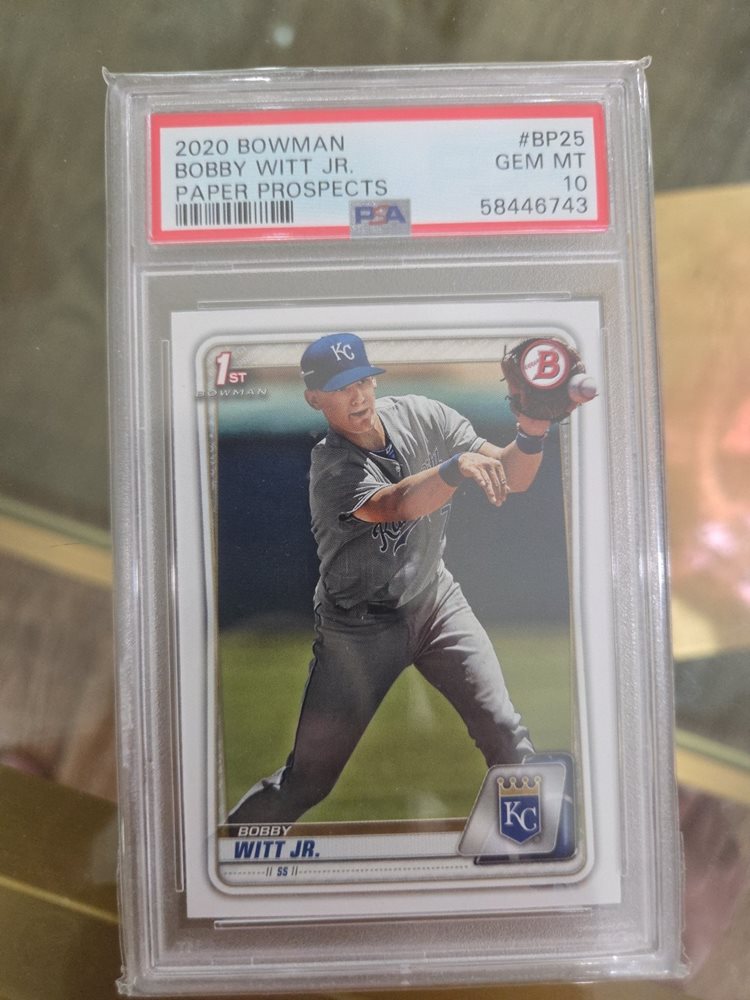 2020 BOWMAN #BP25
BOBBY WITT JR. GEM MT
PAPER PROSPECTS 10
58446743
PSA
KC
1ST
BOWMAN
B
KC
BOBBY
WITT JR.
SS